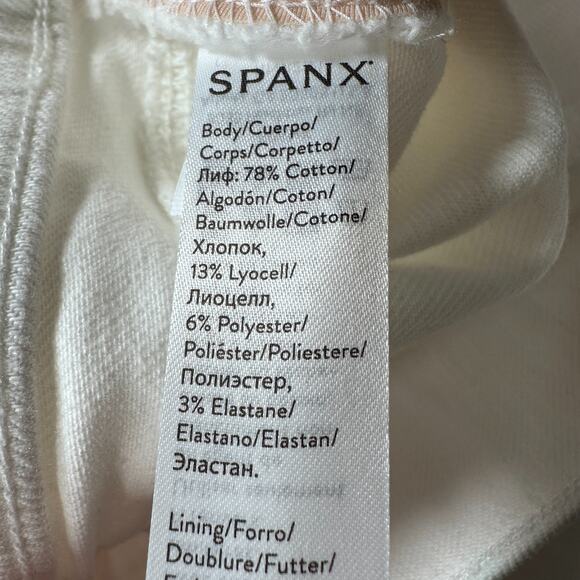 SPANX®
Body/Cuerpo/
Corps/Corpetto/
Лиф: 78% Cotton/
Algodón/Coton/
Baumwolle/Cotone/
Хлопок,
13% Lyocell/
Лиоцелл,
6% Polyester/
Poliéster/Poliestere/
Полиэстер,
3% Elastane/
Elastano/Elastan/
Эластан.
Lining/Forro/
Doublure/Futter/